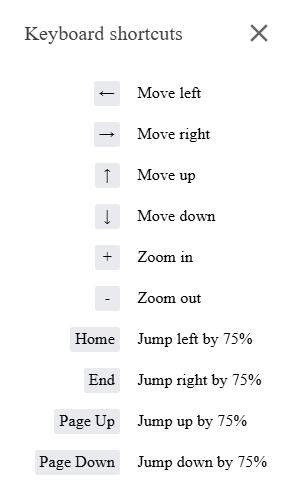 Keyboard shortcuts
← Move left
→ Move right
↑ Move up
↓ Move down
+ Zoom in
- Zoom out
Home Jump left by 75%
End Jump right by 75%
Page Up Jump up by 75%
Page Down Jump down by 75%